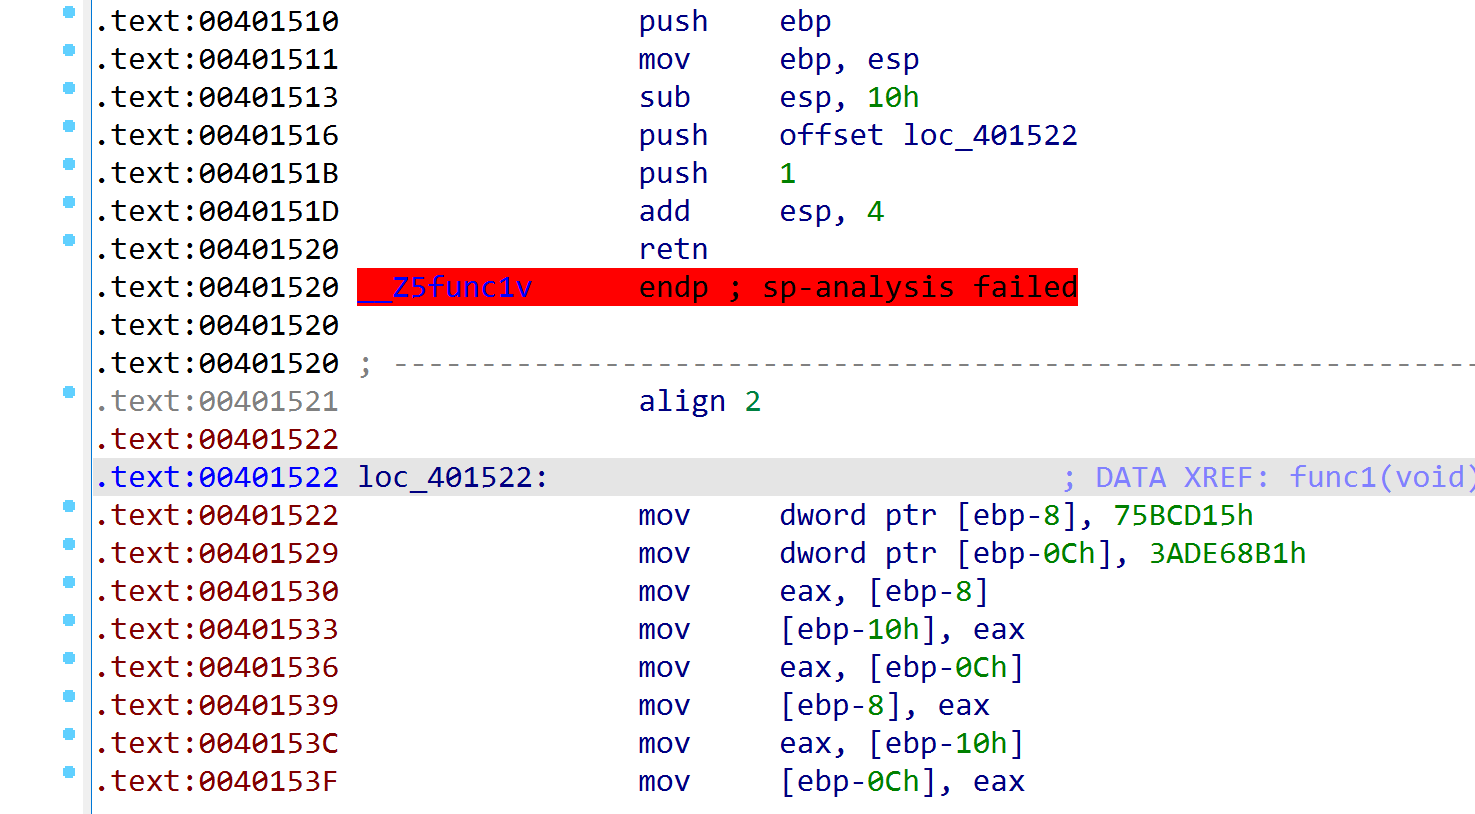 .text:00401510 push ebp
.text:00401511 mov ebp, esp
.text:00401513 sub esp, 10h
.text:00401516 push offset loc_401522
.text:0040151B push 1
.text:0040151D add esp, 4
.text:00401520 retn
.text:00401520 __Z5func1v endp ; sp-analysis failed
.text:00401520
.text:00401520 ; -------------------------------------------------------------
.text:00401521 align 2
.text:00401522
.text:00401522 loc_401522: ; DATA XREF: func1(void)
.text:00401522 mov dword ptr [ebp-8], 75BCD15h
.text:00401529 mov dword ptr [ebp-0Ch], 3ADE68B1h
.text:00401530 mov eax, [ebp-8]
.text:00401533 mov [ebp-10h], eax
.text:00401536 mov eax, [ebp-0Ch]
.text:00401539 mov [ebp-8], eax
.text:0040153C mov eax, [ebp-10h]
.text:0040153F mov [ebp-0Ch], eax